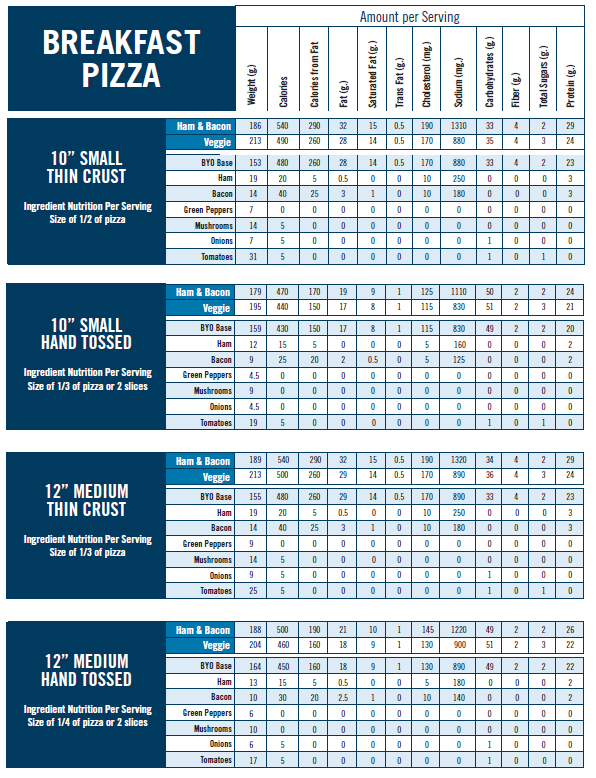 BREAKFAST
PIZZA
Amount per Serving
Weight (g.) Calories Calories from Fat Fat (g.) Saturated Fat (g.) Trans Fat (g.) Cholesterol (mg.) Sodium (mg.) Carbohydrates (g.) Fiber (g.) Total Sugars (g.) Protein (g.)
10” SMALL
THIN CRUST
Ingredient Nutrition Per Serving
Size of 1/2 of pizza
Ham & Bacon 186 540 290 32 15 0.5 190 1310 33 4 2 29
Veggie 213 490 260 28 14 0.5 170 880 35 4 3 24
BYO Base 153 480 260 28 14 0.5 170 880 33 4 2 23
Ham 19 20 5 0.5 0 0 10 250 0 0 0 3
Bacon 14 40 25 3 1 0 10 180 0 0 0 3
Green Peppers 7 0 0 0 0 0 0 0 0 0 0 0
Mushrooms 14 5 0 0 0 0 0 0 0 0 0 0
Onions 7 5 0 0 0 0 0 0 1 0 0 0
Tomatoes 31 5 0 0 0 0 0 0 1 0 1 0
10” SMALL
HAND TOSSED
Ingredient Nutrition Per Serving
Size of 1/3 of pizza or 2 slices
Ham & Bacon 179 470 170 19 9 1 125 1110 50 2 2 24
Veggie 195 440 150 17 8 1 115 830 51 2 3 21
BYO Base 159 430 150 17 8 1 115 830 49 2 2 20
Ham 12 15 5 0 0 0 5 160 0 0 0 2
Bacon 9 25 20 2 0.5 0 5 125 0 0 0 2
Green Peppers 4.5 0 0 0 0 0 0 0 0 0 0 0
Mushrooms 9 0 0 0 0 0 0 0 0 0 0 0
Onions 4.5 0 0 0 0 0 0 0 0 0 0 0
Tomatoes 19 5 0 0 0 0 0 0 1 0 1 0
12” MEDIUM
THIN CRUST
Ingredient Nutrition Per Serving
Size of 1/3 of pizza
Ham & Bacon 189 540 290 32 15 0.5 190 1320 34 4 2 29
Veggie 213 500 260 29 14 0.5 170 890 36 4 3 24
BYO Base 155 480 260 29 14 0.5 170 890 33 4 2 23
Ham 19 20 5 0.5 0 0 10 250 0 0 0 3
Bacon 14 40 25 3 1 0 10 180 0 0 0 3
Green Peppers 9 0 0 0 0 0 0 0 0 0 0 0
Mushrooms 14 5 0 0 0 0 0 0 0 0 0 0
Onions 9 5 0 0 0 0 0 0 1 0 0 0
Tomatoes 25 5 0 0 0 0 0 0 1 0 1 0
12” MEDIUM
HAND TOSSED
Ingredient Nutrition Per Serving
Size of 1/4 of pizza or 2 slices
Ham & Bacon 188 500 190 21 10 1 145 1220 49 2 2 26
Veggie 204 460 160 18 9 1 130 900 51 2 3 22
BYO Base 164 450 160 18 9 1 130 890 49 2 2 22
Ham 13 15 5 0.5 0 0 5 180 0 0 0 2
Bacon 10 30 20 2.5 1 0 10 140 0 0 0 2
Green Peppers 6 0 0 0 0 0 0 0 0 0 0 0
Mushrooms 10 0 0 0 0 0 0 0 0 0 0 0
Onions 6 5 0 0 0 0 0 0 1 0 0 0
Tomatoes 17 5 0 0 0 0 0 0 1 0 0 0